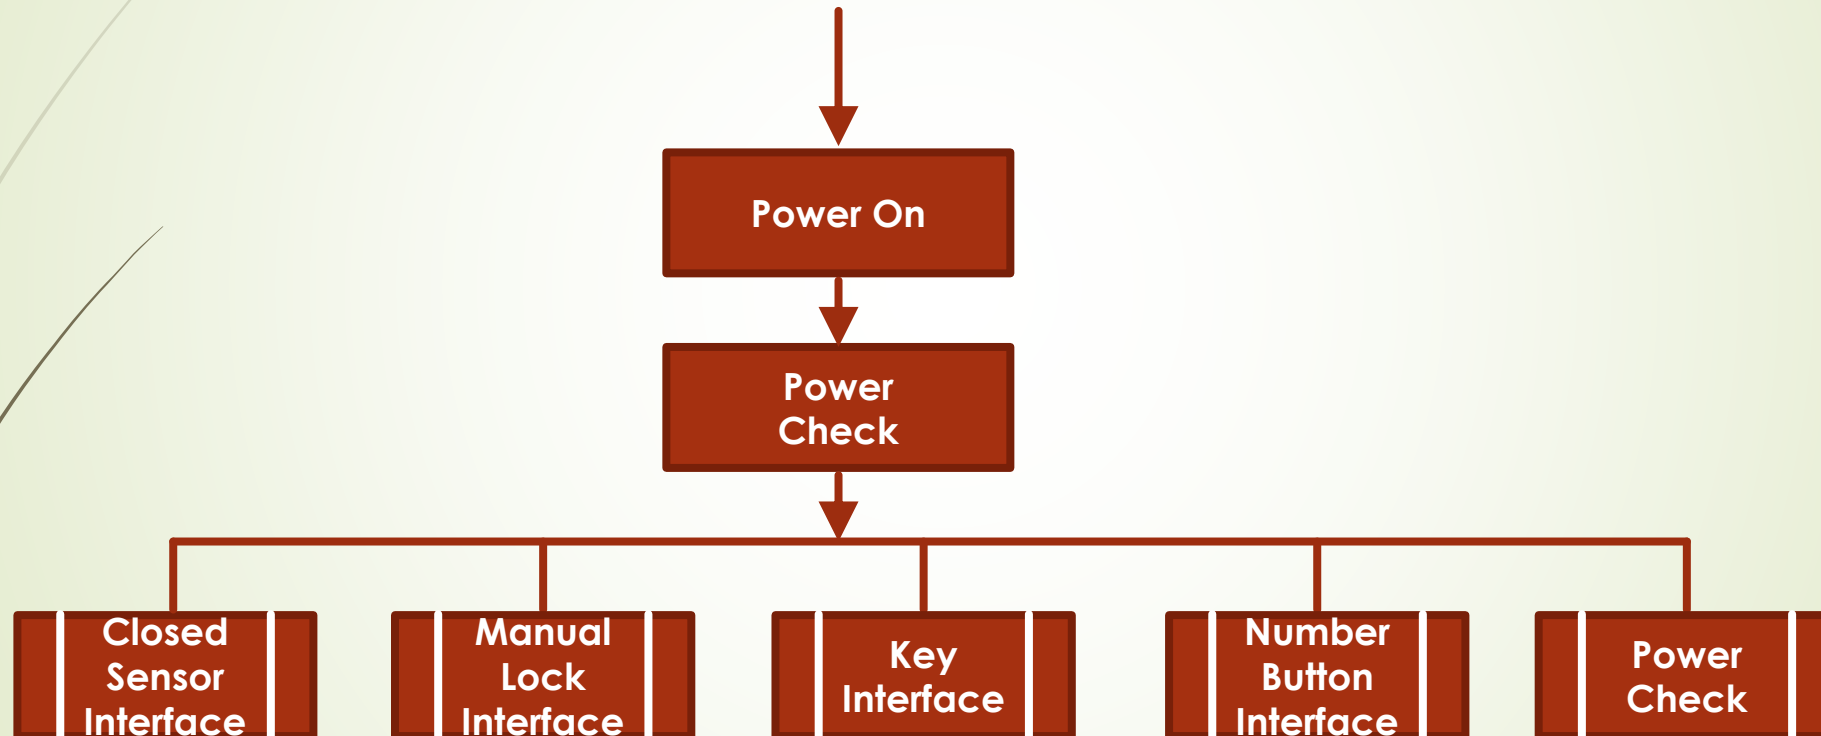 Power On
Power
Check
Closed
Sensor
Interface
Manual
Lock
Interface
Key
Interface
Number
Button
Interface
Power
Check